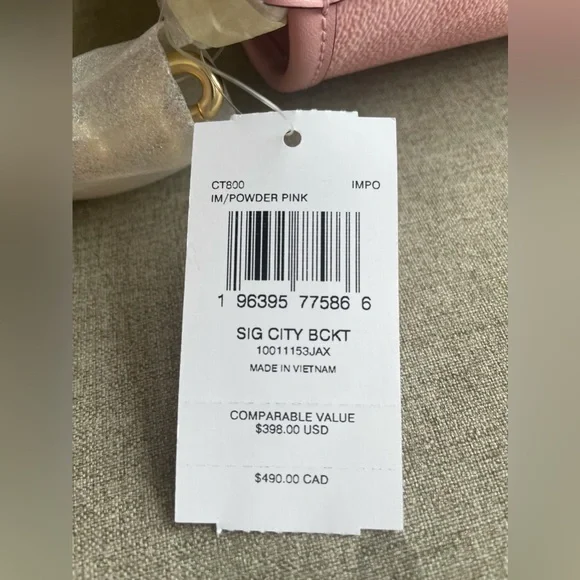 CT800 IMPO
IM/POWDER PINK
1 96395 77586 6
SIG CITY BCKT
10011153JAX
MADE IN VIETNAM
COMPARABLE VALUE
$398.00 USD
$490.00 CAD